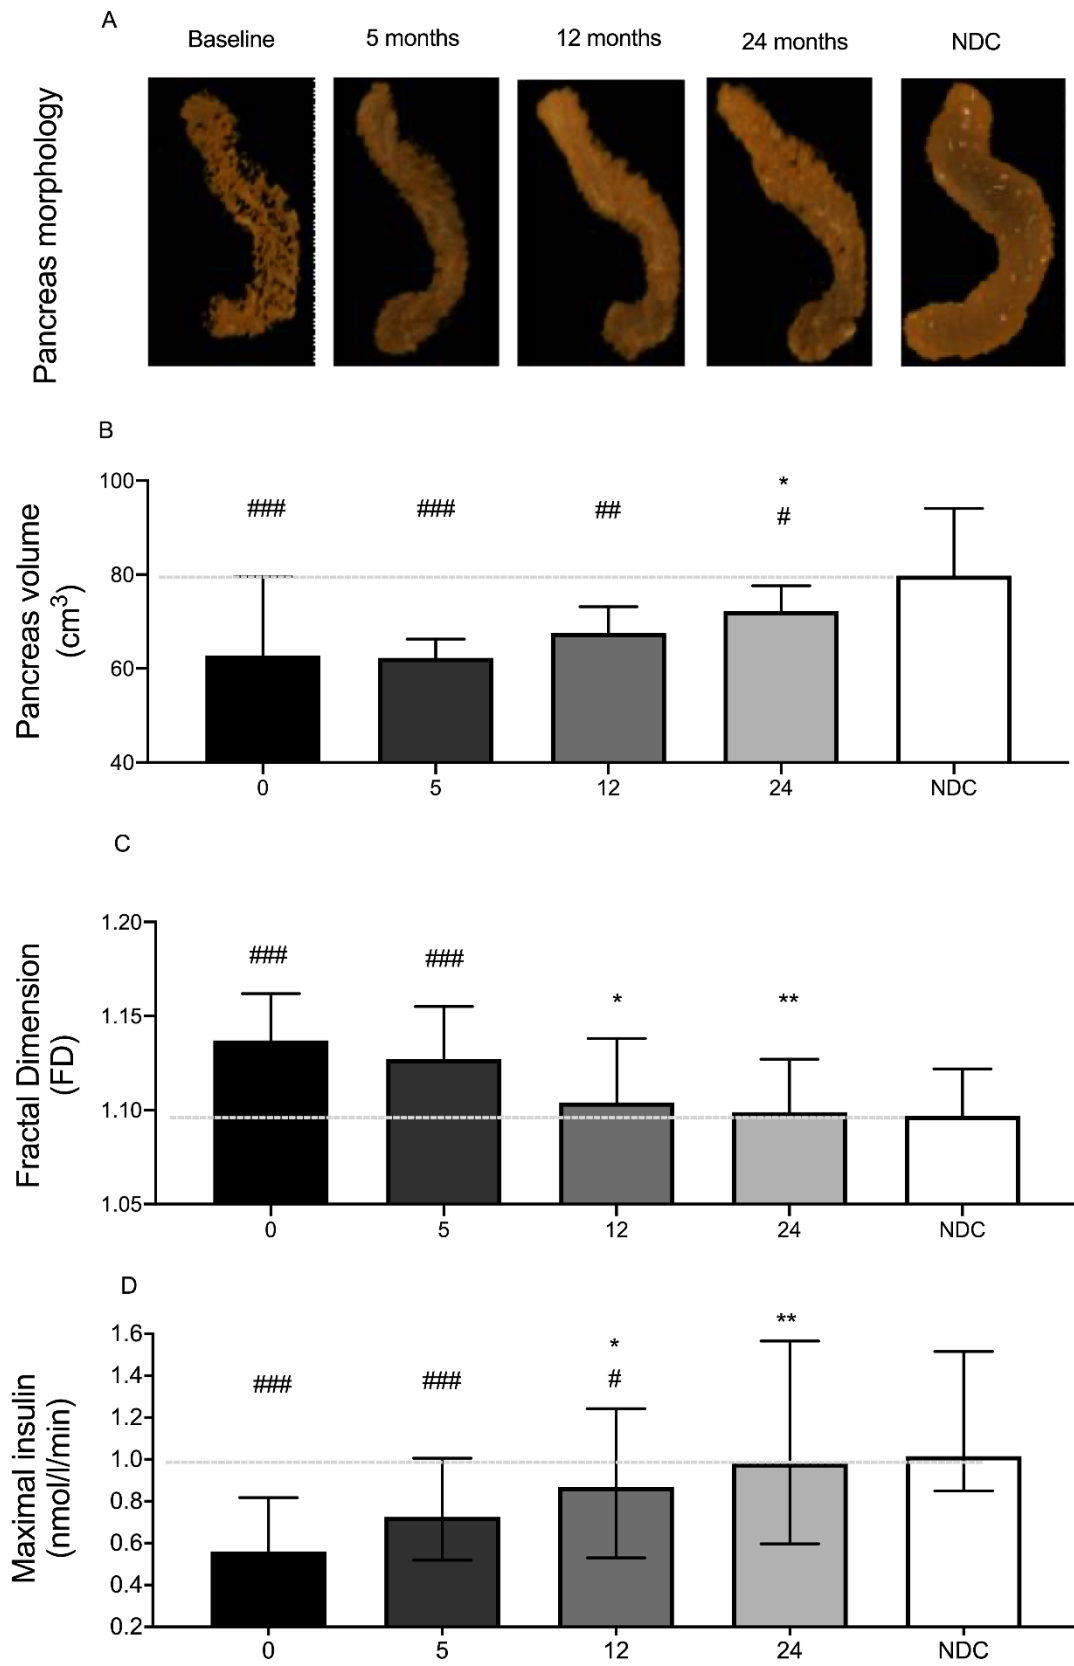 A
Baseline
5 months
12 months
24 months
NDC
Pancreas morphology
B
Pancreas volume
(cm³)
100
80
60
40
###
###
##
*
#
0
5
12
24
NDC
C
Fractal Dimension
(FD)
1.20
1.15
1.10
1.05
###
###
*
**
0
5
12
24
NDC
D
Maximal insulin
(nmol/l/min)
1.6
1.4
1.2
1.0
0.8
0.6
0.4
0.2
###
###
*
#
**
0
5
12
24
NDC